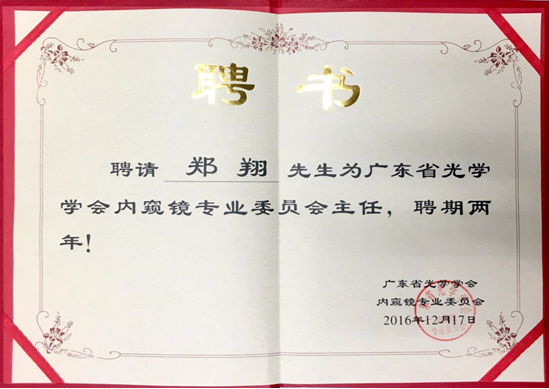 聘书
聘请 郑翔 先生为广东省光学
学会内窥镜专业委员会主任，聘期两
年！
广东省光学学会
内窥镜专业委员会
2016年12月17日